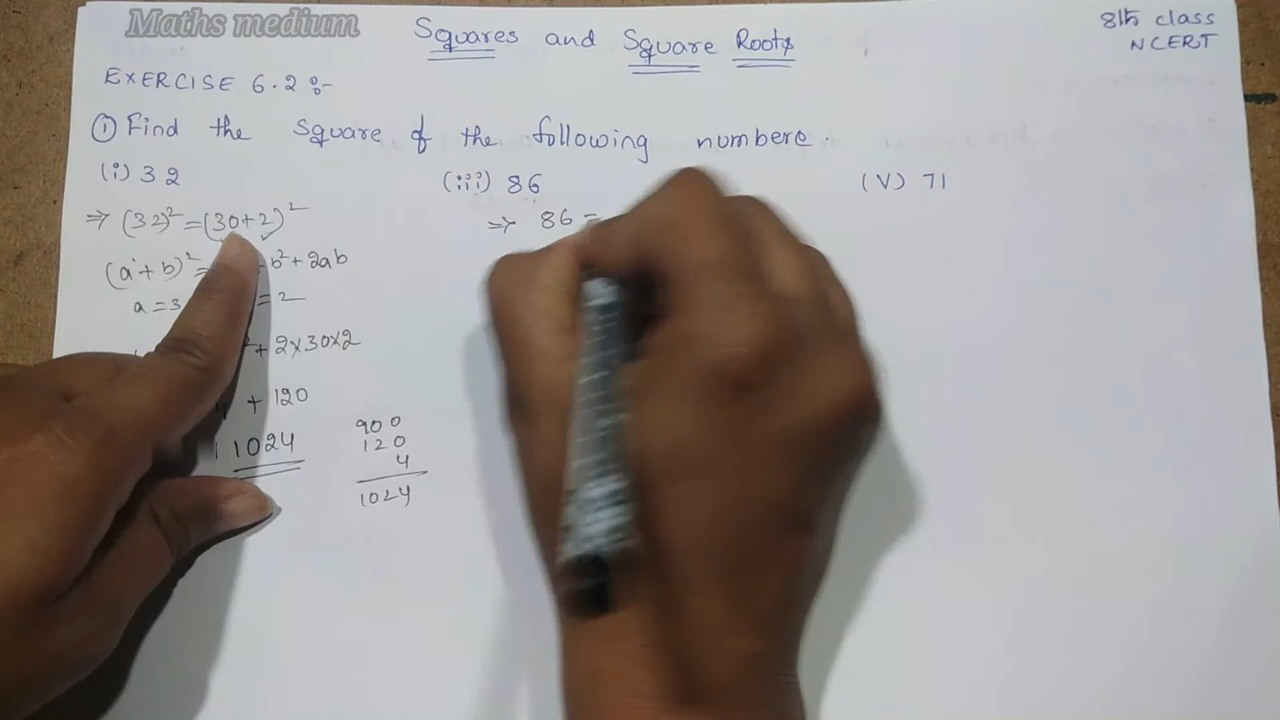 Maths medium
Squares and Square Roots
8th class
NCERT
EXERCISE 6.2 :-
① Find the square of the following numbere.
(i) 32
(iii) 86
(V) 71
⇒ (32)² = (30+2)²
⇒ 86 =
(a+b)² = b² + 2ab
a = 3 = 2
+ 2×30×2
4 + 120
1024
900
120
4
1024